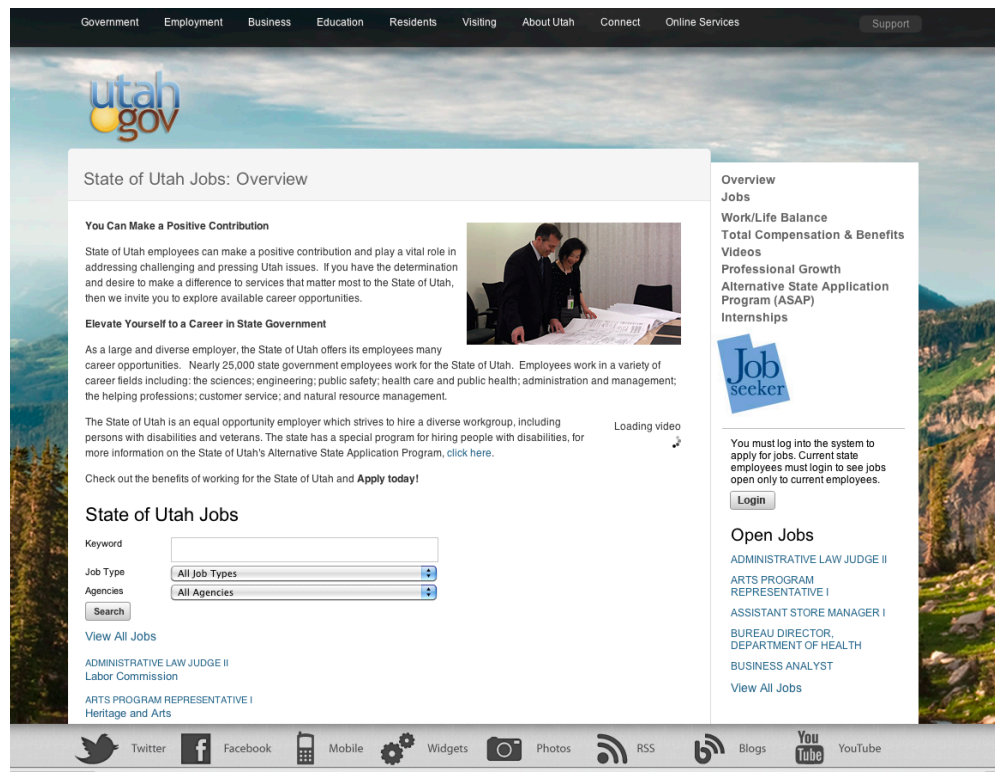 Government Employment Business Education Residents Visiting About Utah Connect Online Services Support
utah
gov
State of Utah Jobs: Overview
You Can Make a Positive Contribution
State of Utah employees can make a positive contribution and play a vital role in
addressing challenging and pressing Utah issues. If you have the determination
and desire to make a difference to services that matter most to the State of Utah,
then we invite you to explore available career opportunities.
Elevate Yourself to a Career in State Government
As a large and diverse employer, the State of Utah offers its employees many
career opportunities. Nearly 25,000 state government employees work for the State of Utah. Employees work in a variety of
career fields including: the sciences; engineering; public safety; health care and public health; administration and management;
the helping professions; customer service; and natural resource management.
The State of Utah is an equal opportunity employer which strives to hire a diverse workgroup, including
persons with disabilities and veterans. The state has a special program for hiring people with disabilities, for
more information on the State of Utah's Alternative State Application Program, click here.
Loading video
Check out the benefits of working for the State of Utah and Apply today!
State of Utah Jobs
Keyword
Job Type All Job Types
Agencies All Agencies
Search
View All Jobs
ADMINISTRATIVE LAW JUDGE II
Labor Commission
ARTS PROGRAM REPRESENTATIVE I
Heritage and Arts
Overview
Jobs
Work/Life Balance
Total Compensation & Benefits
Videos
Professional Growth
Alternative State Application
Program (ASAP)
Internships
Job
seeker
You must log into the system to
apply for jobs. Current state
employees must login to see jobs
open only to current employees.
Login
Open Jobs
ADMINISTRATIVE LAW JUDGE II
ARTS PROGRAM
REPRESENTATIVE I
ASSISTANT STORE MANAGER I
BUREAU DIRECTOR,
DEPARTMENT OF HEALTH
BUSINESS ANALYST
View All Jobs
Twitter Facebook Mobile Widgets Photos RSS Blogs You Tube YouTube